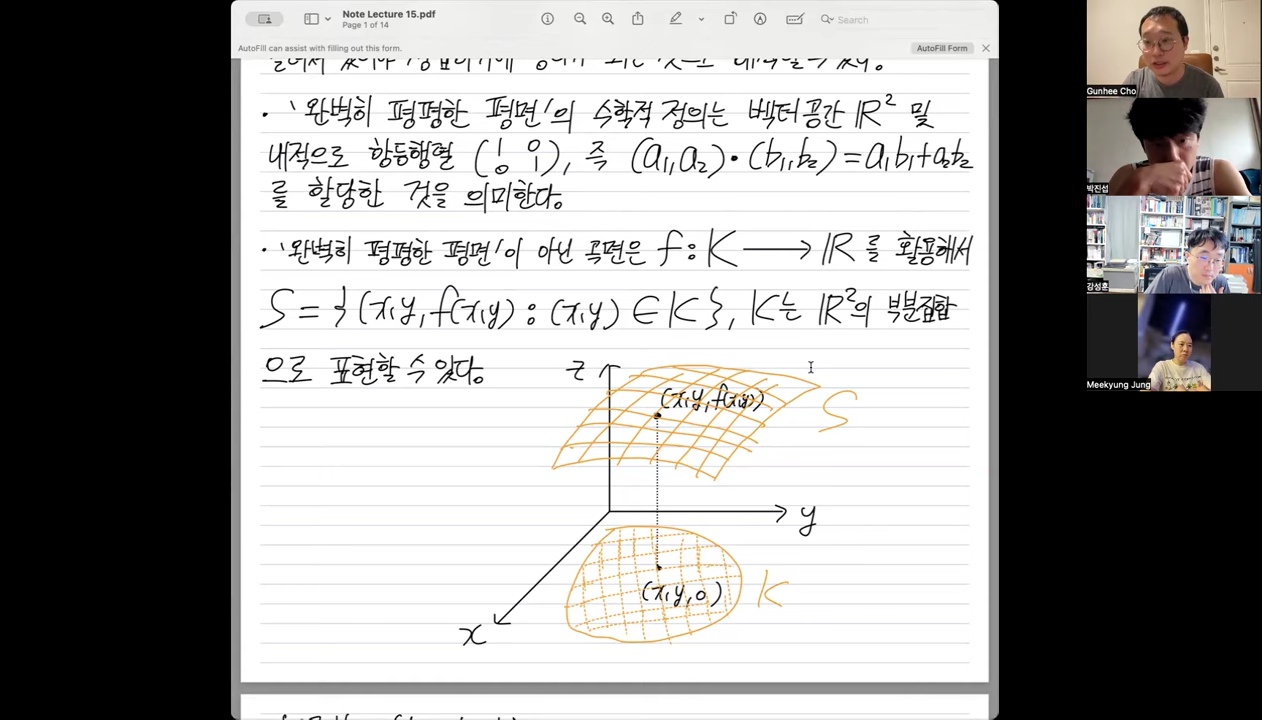 Note Lecture 15.pdf
Page 1 of 14
Search
AutoFill can assist with filling out this form.
AutoFill Form
· '완벽히 평평한 평면'의 수학적 정의는 벡터공간 ℝ² 및
내적으로 항등행렬 (1 0 0 1), 즉 (a₁,a₂)·(b₁,b₂)=a₁b₁+a₂b₂
를 할당한 것을 의미한다.
· '완벽히 평평한 평면'이 아닌 곡면은 f : K ⟶ ℝ 를 활용해서
S = { (x,y, f(x,y) : (x,y) ∈ K }, K는 ℝ²의 부분집합
으로 표현할 수 있다.
z
(x,y, f(x,y))
S
y
(x,y,0)
K
x
Gunhee Cho
박진섭
강성훈
Meekyung Jung